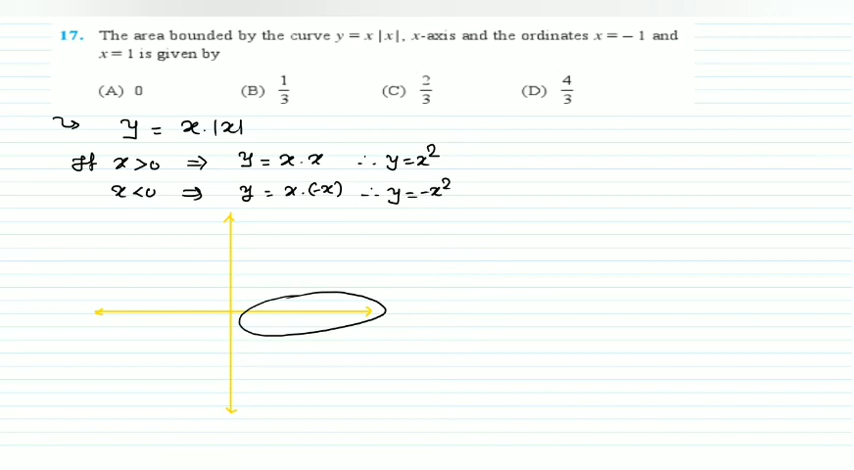 17. The area bounded by the curve y = x |x|, x-axis and the ordinates x = – 1 and
x = 1 is given by
(A) 0 (B) 1/3 (C) 2/3 (D) 4/3
y = x.|x|
If x>0 ⇒ y = x.x ∴ y=x²
x<0 ⇒ y = x.(-x) ∴ y=-x²